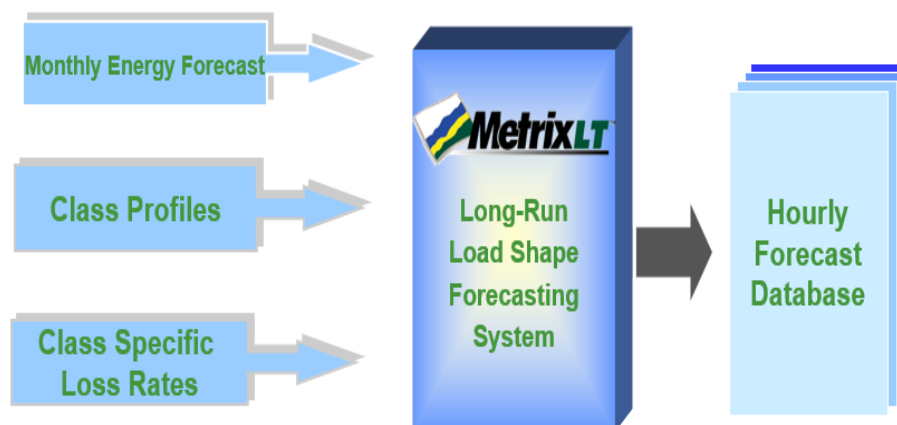 Monthly Energy Forecast
Class Profiles
Class Specific
Loss Rates
MetrixLT
Long-Run
Load Shape
Forecasting
System
Hourly
Forecast
Database